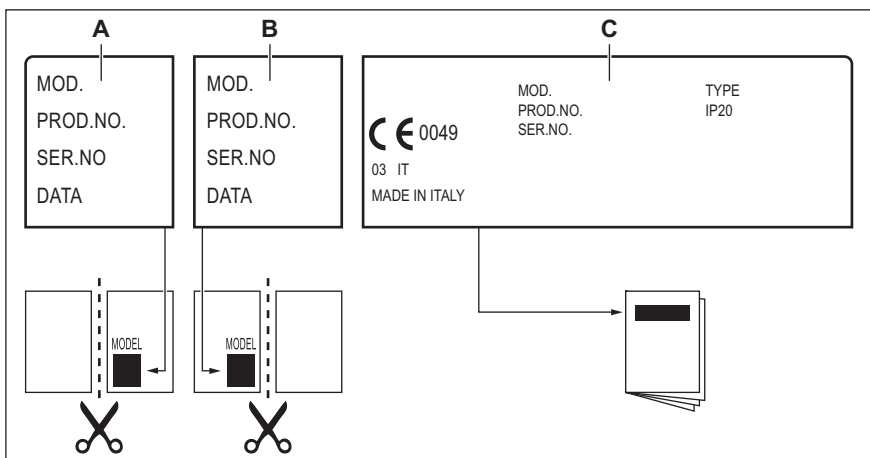 A
B
C
MOD.
PROD.NO.
SER.NO
DATA
MOD.
PROD.NO.
SER.NO
DATA
MOD.
PROD.NO.
SER.NO.
TYPE
IP20
CE 0049
03 IT
MADE IN ITALY
MODEL
MODEL